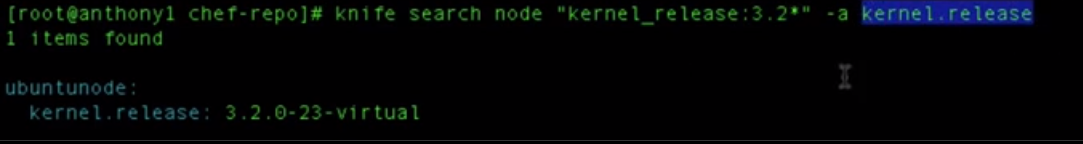 [root@anthony1 chef-repo]# knife search node "kernel_release:3.2*" -a kernel.release
1 items found
ubuntunode:
kernel.release: 3.2.0-23-virtual